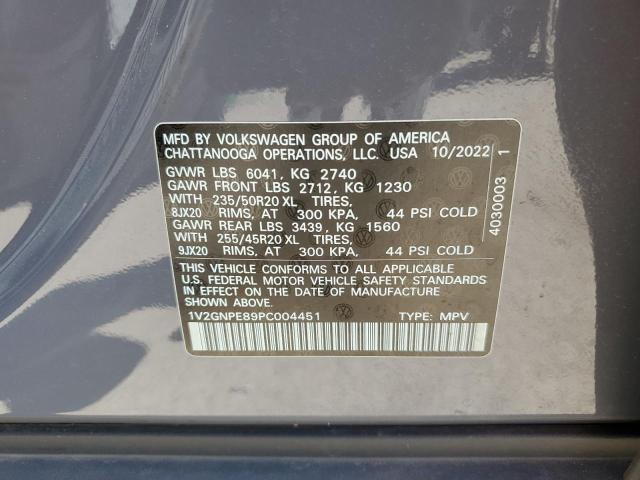 MFD BY VOLKSWAGEN GROUP OF AMERICA
CHATTANOOGA OPERATIONS, LLC. USA 10/2022
GVWR LBS 6041, KG 2740
GAWR FRONT LBS 2712, KG 1230
WITH 235/50R20 XL TIRES,
8JX20 RIMS, AT 300 KPA, 44 PSI COLD
GAWR REAR LBS 3439, KG 1560
WITH 255/45R20 XL TIRES,
9JX20 RIMS, AT 300 KPA, 44 PSI COLD
THIS VEHICLE CONFORMS TO ALL APPLICABLE
U.S. FEDERAL MOTOR VEHICLE SAFETY STANDARDS
IN EFFECT ON THE DATE OF MANUFACTURE
SHOWN ABOVE.
1V2GNPE89PC004451 TYPE: MPV
4030003 1